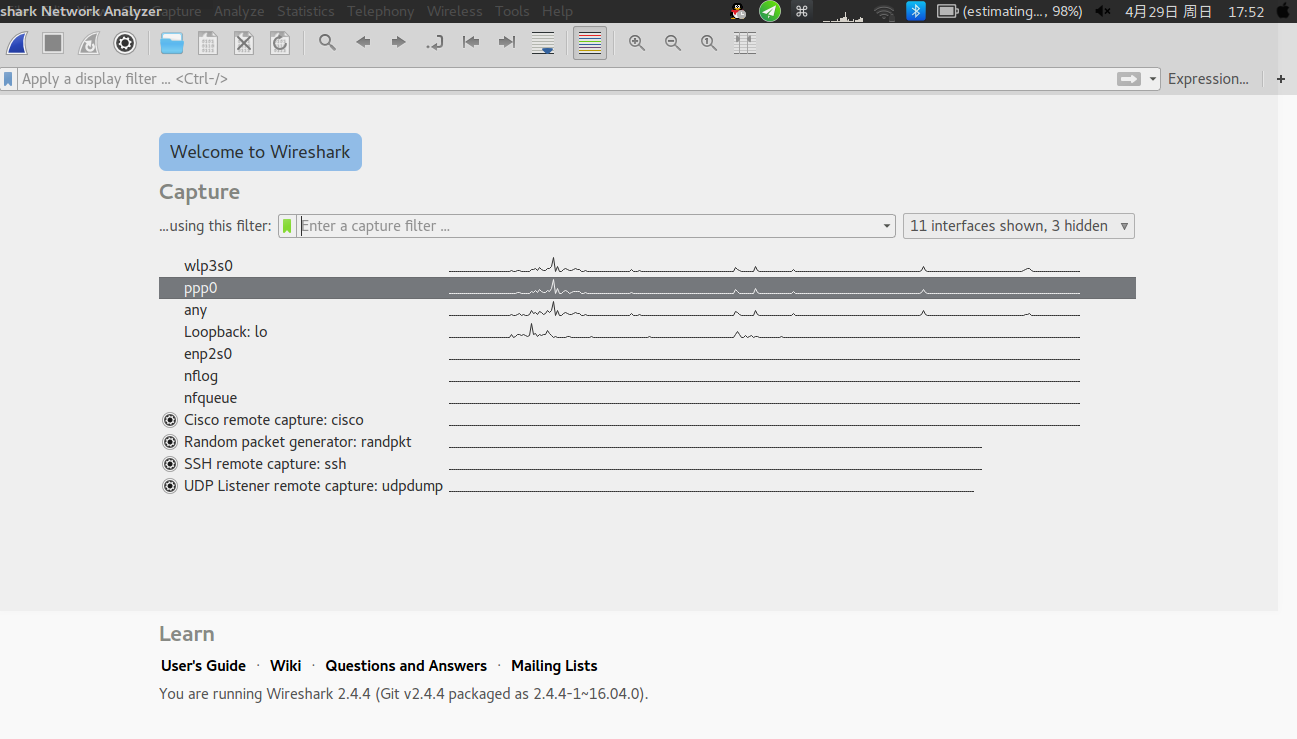 shark Network Analyzer Capture Analyze Statistics Telephony Wireless Tools Help (estimating..., 98%) 4月29日 周日 17:52
Apply a display filter ... <Ctrl-/> Expression... +
Welcome to Wireshark
Capture
...using this filter: Enter a capture filter ... 11 interfaces shown, 3 hidden
wlp3s0
ppp0
any
Loopback: lo
enp2s0
nflog
nfqueue
Cisco remote capture: cisco
Random packet generator: randpkt
SSH remote capture: ssh
UDP Listener remote capture: udpdump
Learn
User's Guide · Wiki · Questions and Answers · Mailing Lists
You are running Wireshark 2.4.4 (Git v2.4.4 packaged as 2.4.4-1~16.04.0).